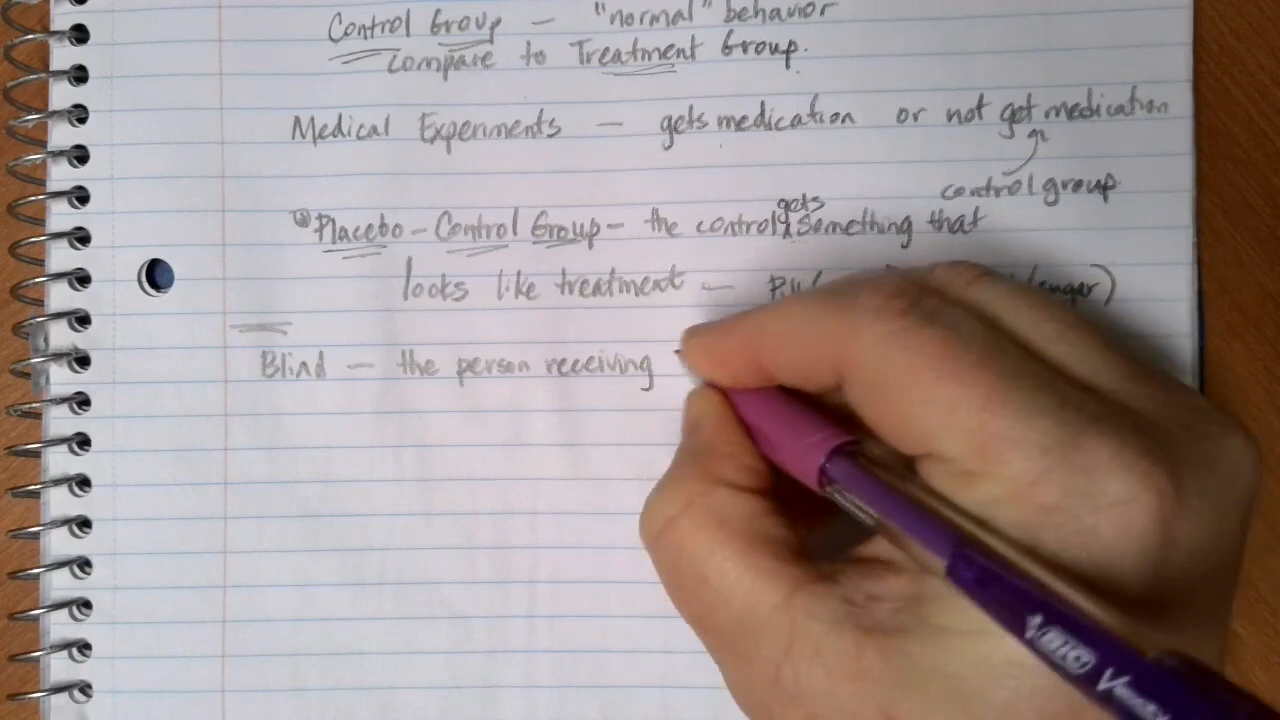 Control Group - "normal" behavior
compare to Treatment Group.
Medical Experiments - gets medication or not get medication
control group
Placebo - Control Group - the control gets something that
looks like treatment - Pill(
Blind - the person receiving
BIC